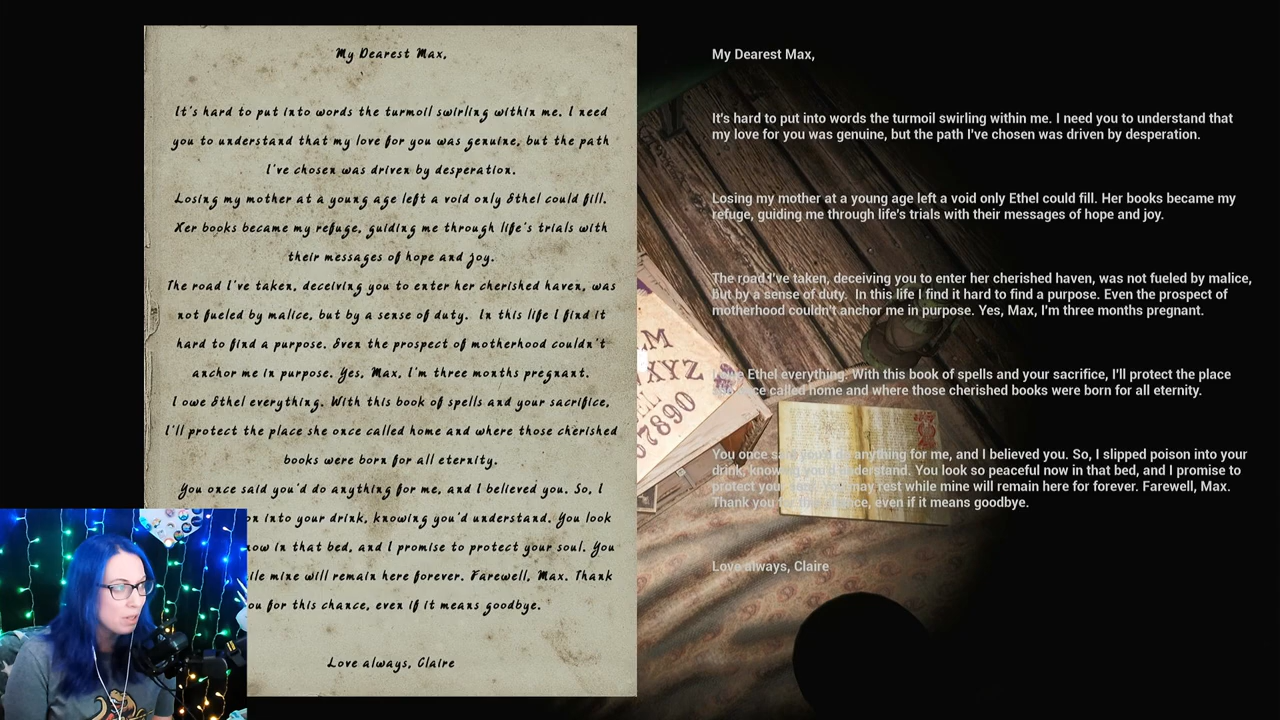 My Dearest Max,
It's hard to put into words the turmoil swirling within me. I need
you to understand that my love for you was genuine, but the path
I've chosen was driven by desperation.
Losing my mother at a young age left a void only Ethel could fill.
Her books became my refuge, guiding me through life's trials with
their messages of hope and joy.
The road I've taken, deceiving you to enter her cherished haven, was
not fueled by malice, but by a sense of duty.  In this life I find it
hard to find a purpose. Even the prospect of motherhood couldn't
anchor me in purpose. Yes, Max, I'm three months pregnant.
I owe Ethel everything. With this book of spells and your sacrifice,
I'll protect the place she once called home and where those cherished
books were born for all eternity.
You once said you'd do anything for me, and I believed you. So, I
into your drink, knowing you'd understand. You look
now in that bed, and I promise to protect your soul. You
mine will remain here forever. Farewell, Max. Thank
for this chance, even if it means goodbye.
Love always, Claire
My Dearest Max,
It's hard to put into words the turmoil swirling within me. I need you to understand that
my love for you was genuine, but the path I've chosen was driven by desperation.
Losing my mother at a young age left a void only Ethel could fill. Her books became my
refuge, guiding me through life's trials with their messages of hope and joy.
The road I've taken, deceiving you to enter her cherished haven, was not fueled by malice,
but by a sense of duty.  In this life I find it hard to find a purpose. Even the prospect of
motherhood couldn't anchor me in purpose. Yes, Max, I'm three months pregnant.
I owe Ethel everything. With this book of spells and your sacrifice, I'll protect the place
she once called home and where those cherished books were born for all eternity.
You once said you'd do anything for me, and I believed you. So, I slipped poison into your
drink, knowing you'd understand. You look so peaceful now in that bed, and I promise to
protect your soul. You may rest while mine will remain here for forever. Farewell, Max.
Thank you for this chance, even if it means goodbye.
Love always, Claire
LM
WXYZ
7890